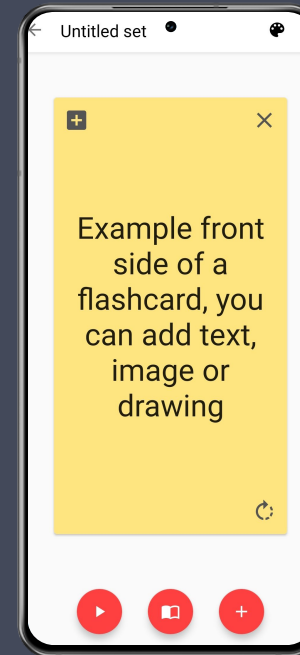 Untitled set
Example front
side of a
flashcard, you
can add text,
image or
drawing